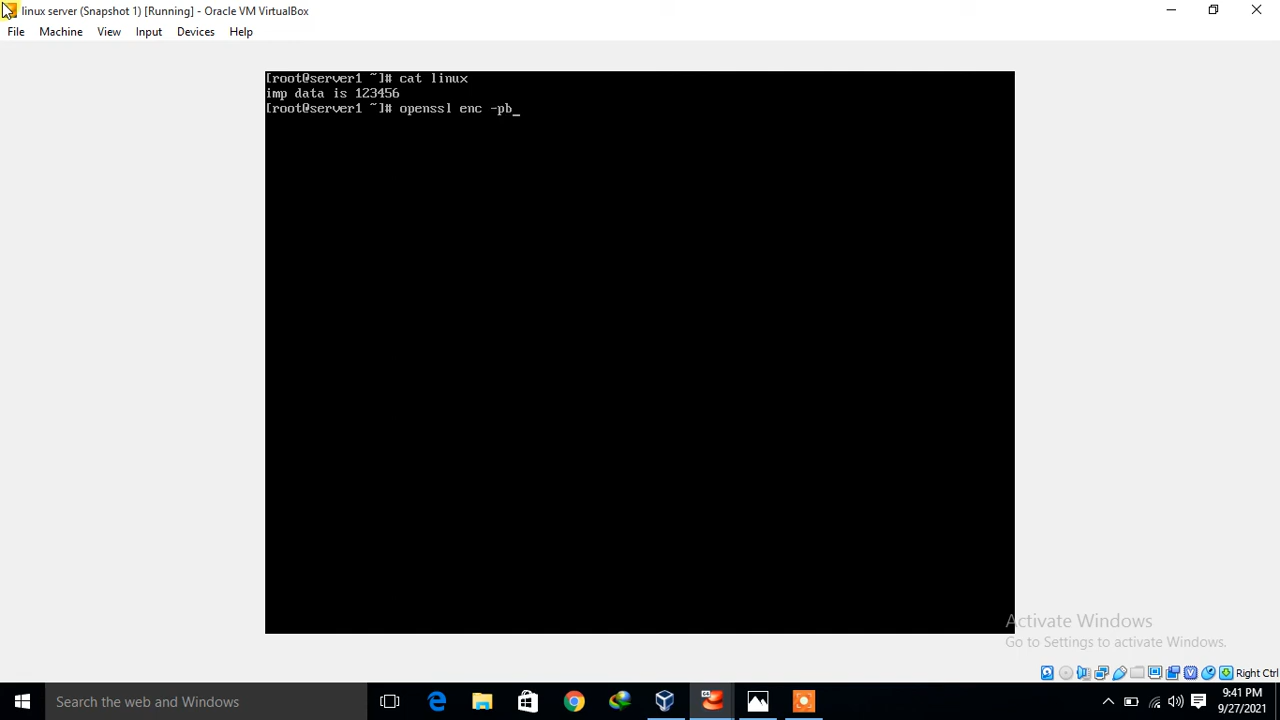 linux server (Snapshot 1) [Running] - Oracle VM VirtualBox
File Machine View Input Devices Help
[root@server1 ~]# cat linux
imp data is 123456
[root@server1 ~]# openssl enc -pb_
Activate Windows
Go to Settings to activate Windows.
Right Ctrl
Search the web and Windows
9:41 PM
9/27/2021